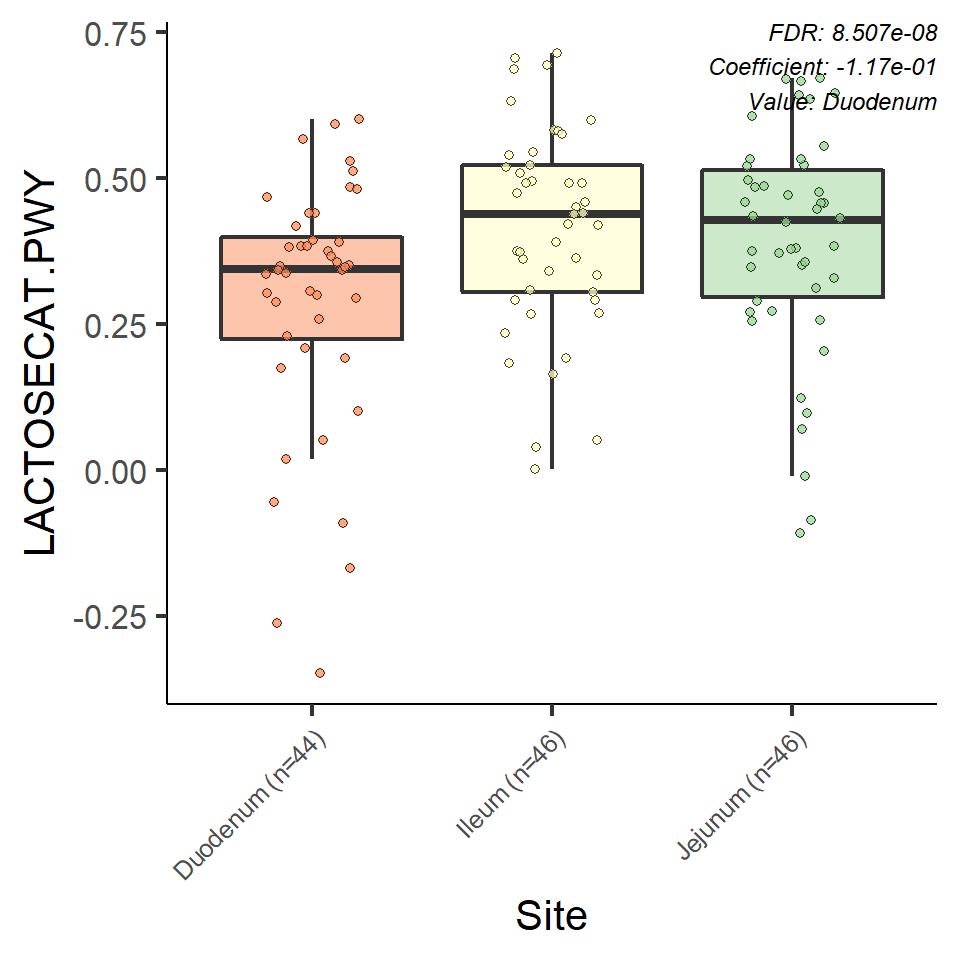 FDR: 8.507e-08
Coefficient: -1.17e-01
Value: Duodenum
LACTOSECAT.PWY
0.75
0.50
0.25
0.00
-0.25
Duodenum (n=44)
Ileum (n=46)
Jejunum (n=46)
Site